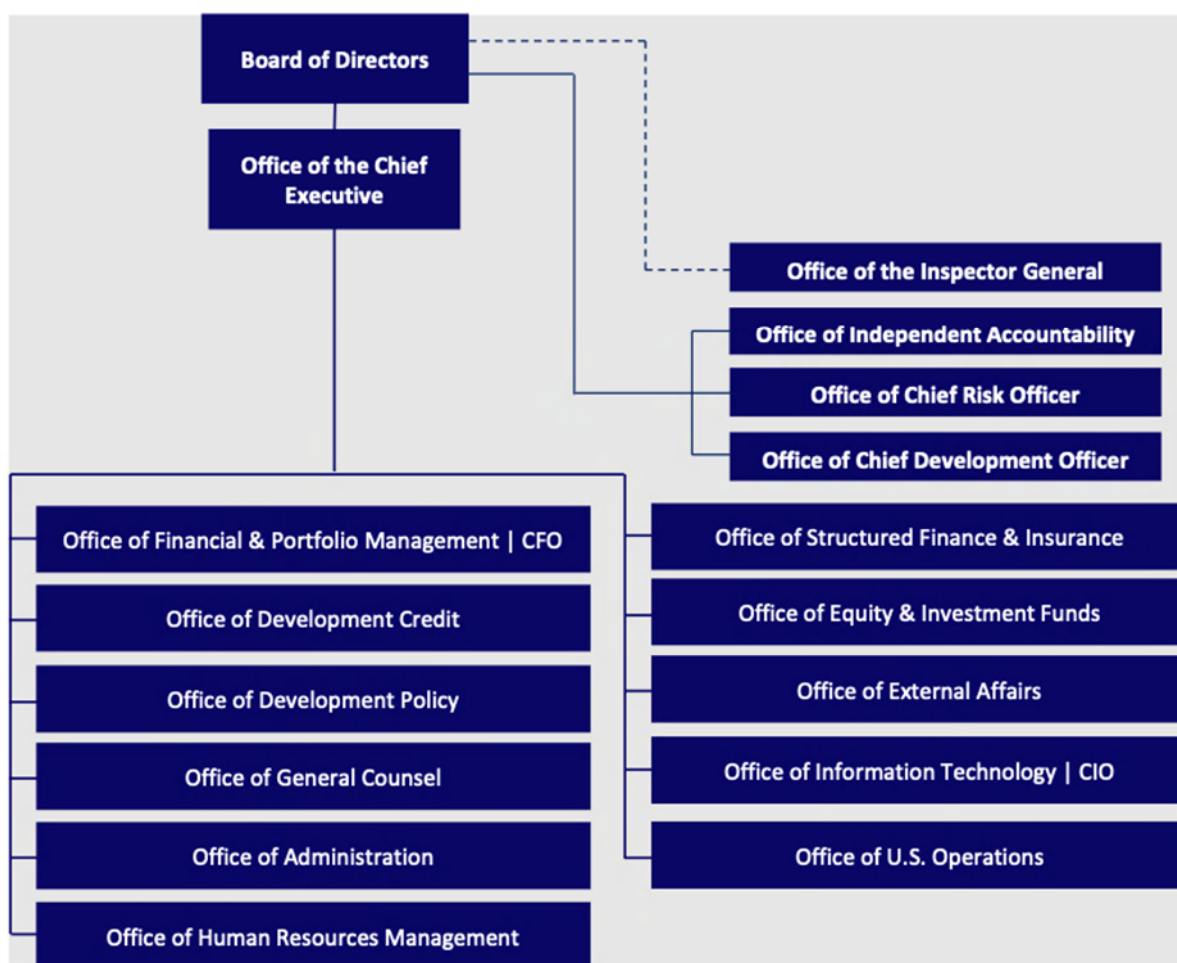 Board of Directors
Office of the Chief
Executive
Office of the Inspector General
Office of Independent Accountability
Office of Chief Risk Officer
Office of Chief Development Officer
Office of Financial & Portfolio Management | CFO
Office of Development Credit
Office of Development Policy
Office of General Counsel
Office of Administration
Office of Human Resources Management
Office of Structured Finance & Insurance
Office of Equity & Investment Funds
Office of External Affairs
Office of Information Technology | CIO
Office of U.S. Operations